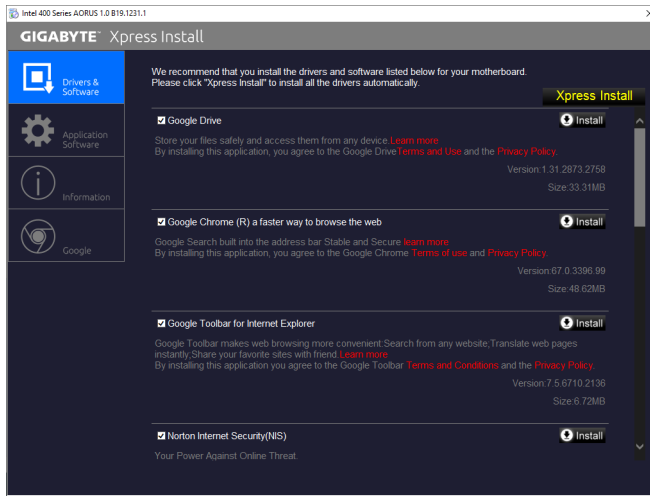 Intel 400 Series AORUS 1.0 B19.1231.1
GIGABYTE™ Xpress Install
Drivers &
Software
Application
Software
Information
Google
We recommend that you install the drivers and software listed below for your motherboard.
Please click "Xpress Install" to install all the drivers automatically.
Xpress Install
Google Drive
Install
Store your files safely and access them from any device.Learn more
By installing this application, you agree to the Google DriveTerms and Use and the Privacy Policy.
Version:1.31.2873.2758
Size:33.31MB
Google Chrome (R) a faster way to browse the web
Install
Google Search built into the address bar Stable and Secure learn more
By installing this application, you agree to the Google Chrome Terms of use and Privacy Policy.
Version:67.0.3396.99
Size:48.62MB
Google Toolbar for Internet Explorer
Install
Google Toolbar makes web browsing more convenient.Search from any website;Translate web pages
instantly;Share your favorite sites with friend.Learn more
By installing this application you agree to the Google Toolbar Terms and Conditions and the Privacy Policy.
Version:7.5.6710.2136
Size:6.72MB
Norton Internet Security(NIS)
Install
Your Power Against Online Threat.